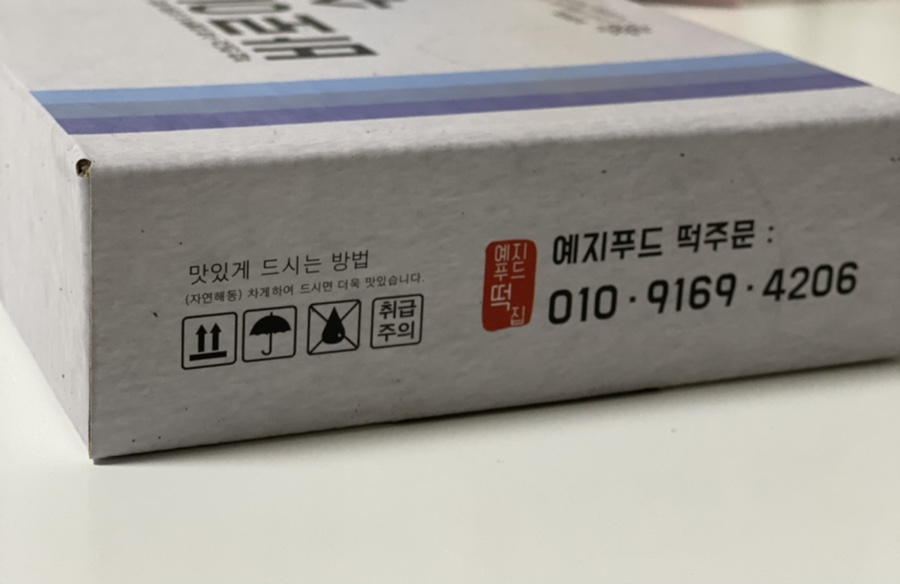 맛있게 드시는 방법
(자연해동) 차게하여 드시면 더욱 맛있습니다.
취급
주의
예지
푸드
떡
집
예지푸드 떡주문 :
010·9169·4206